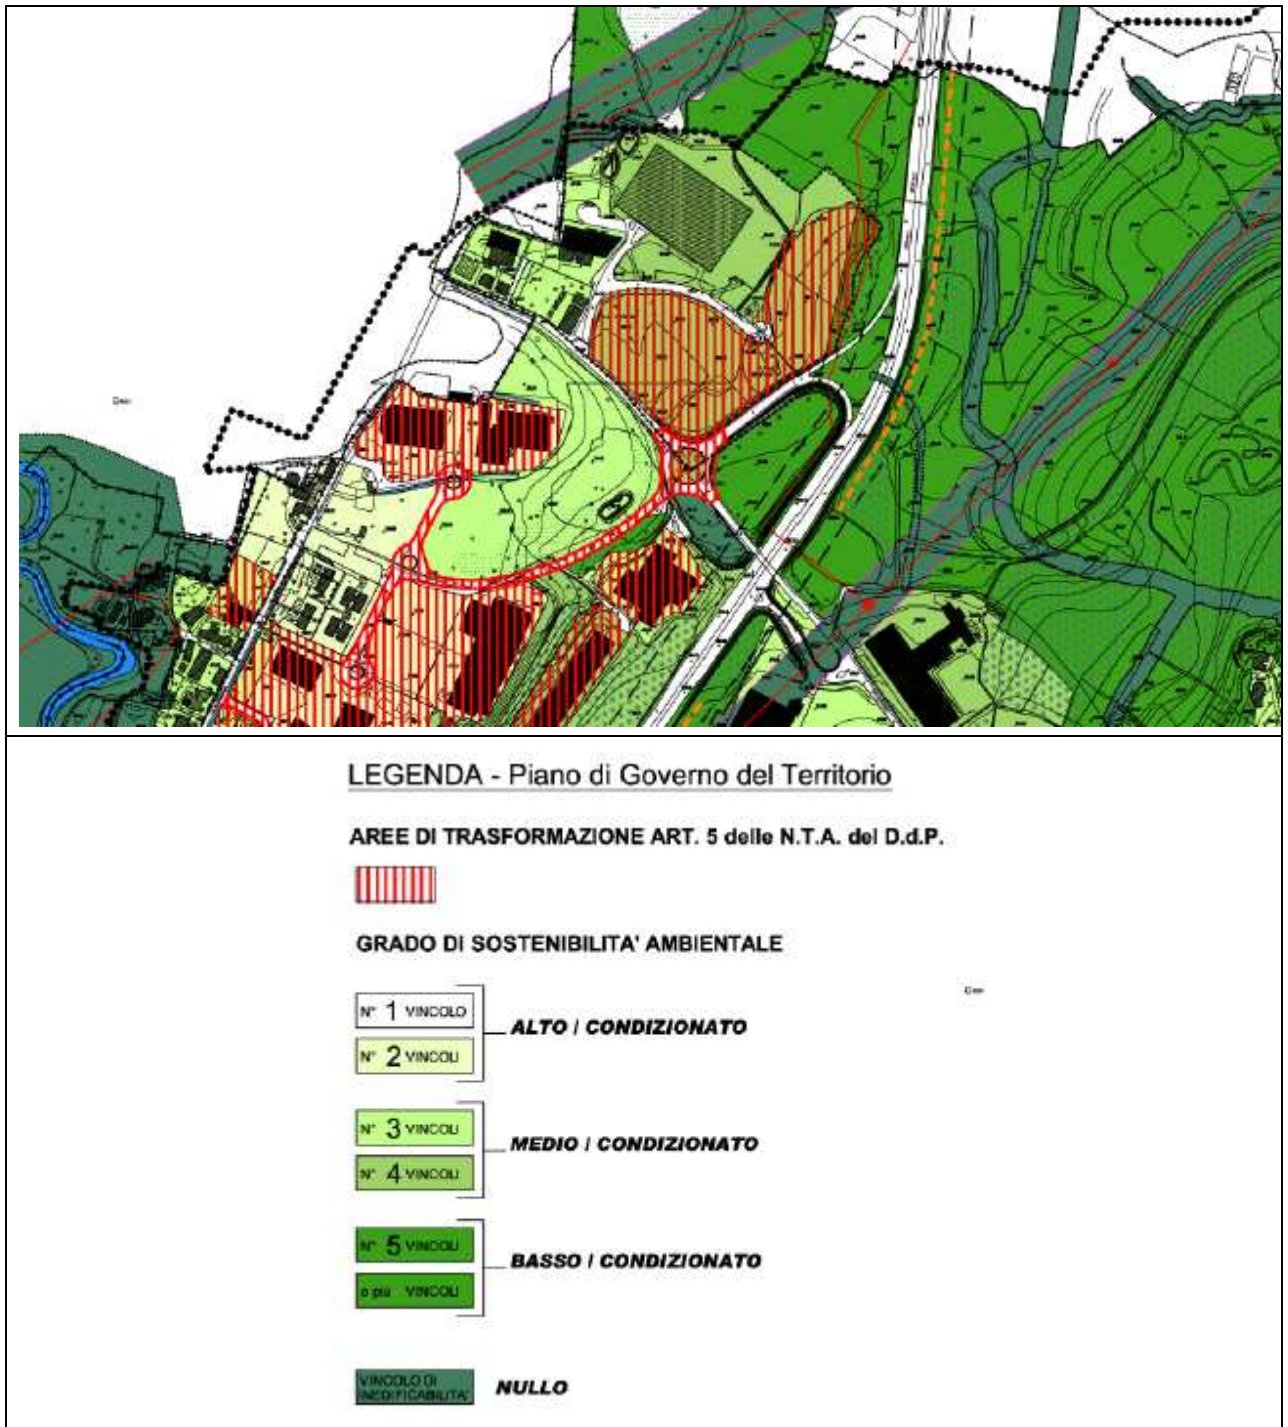 LEGENDA - Piano di Governo del Territorio
AREE DI TRASFORMAZIONE ART. 5 delle N.T.A. del D.d.P.
GRADO DI SOSTENIBILITA' AMBIENTALE
N° 1 VINCOLO
ALTO / CONDIZIONATO
N° 2 VINCOLI
N° 3 VINCOLI
MEDIO / CONDIZIONATO
N° 4 VINCOLI
N° 5 VINCOLI
BASSO / CONDIZIONATO
o più VINCOLI
VINCOLO DI
INEDIFICABILITA'
NULLO